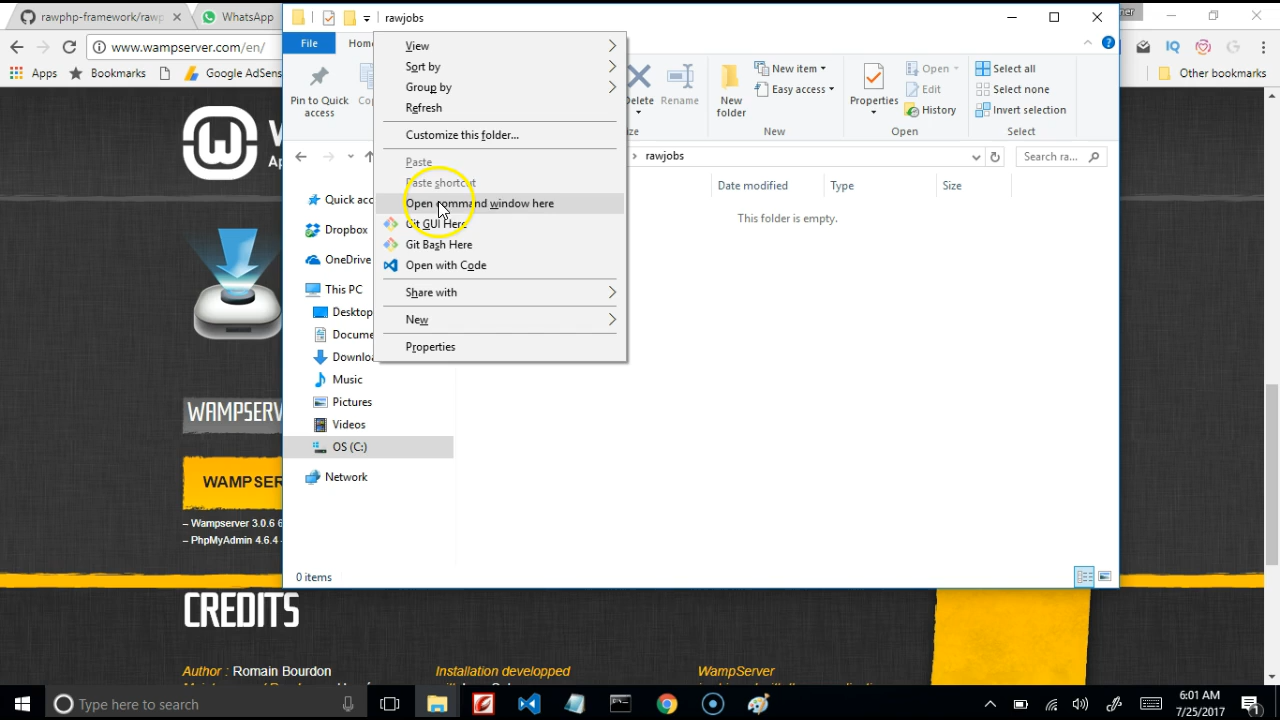 rawphp-framework/rawp
WhatsApp
rawjobs
www.wampserver.com/en/
IQ
Apps
Bookmarks
Google AdSens
Other bookmarks
File
Home
Pin to Quick
access
Delete
Rename
New
folder
New item
Easy access
Properties
Open
Edit
History
Select all
Select none
Invert selection
New
Open
Select
View
Sort by
Group by
Refresh
Customize this folder...
Paste
Paste shortcut
Open command window here
Git GUI Here
Git Bash Here
Open with Code
Share with
New
Properties
rawjobs
Search ra...
Date modified
Type
Size
This folder is empty.
Quick acc
Dropbox
OneDrive
This PC
Desktop
Docume
Downlo
Music
Pictures
Videos
OS (C:)
Network
0 items
WAMPSERV
WAMPSER
– Wampserver 3.0.6 6
– PhpMyAdmin 4.6.4 -
CREDITS
Author : Romain Bourdon
Installation developped
WampServer
Type here to search
6:01 AM
7/25/2017